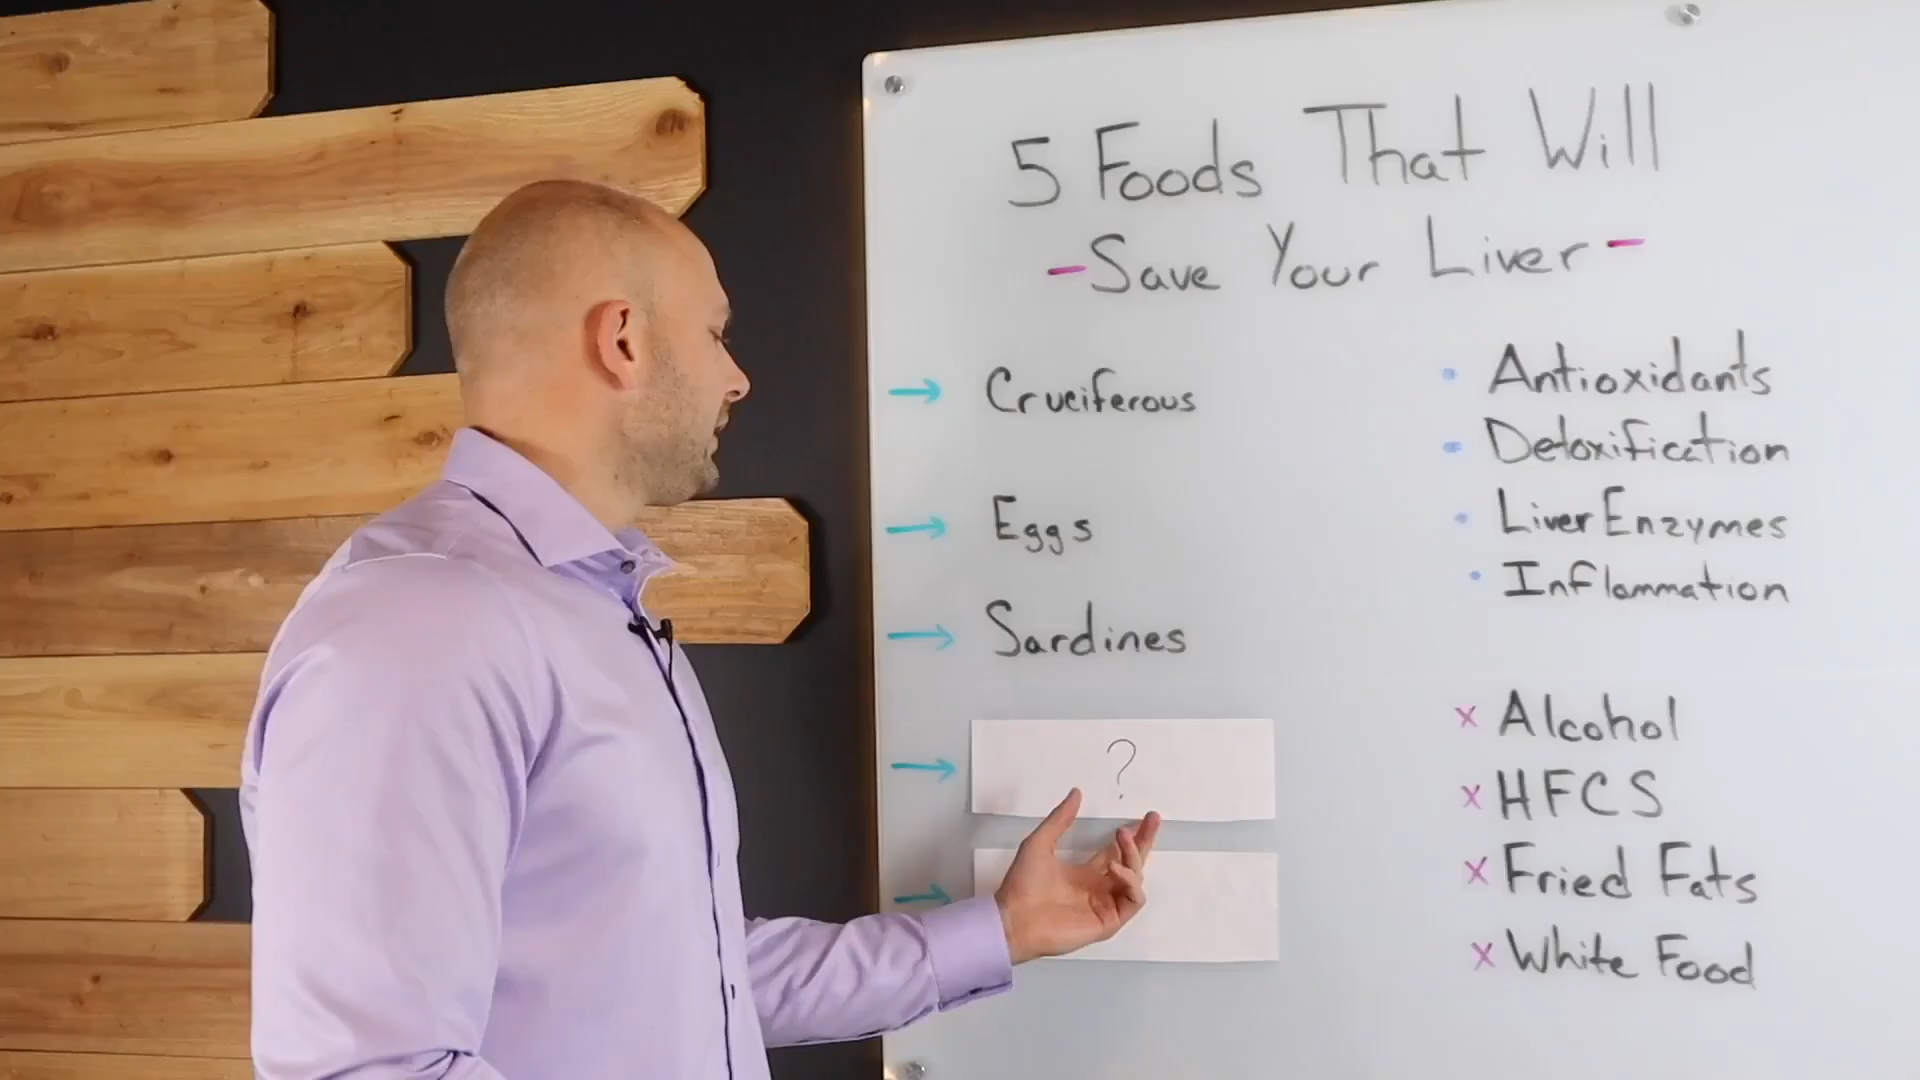 5 Foods That Will
-Save Your Liver-
→ Cruciferous
→ Eggs
→ Sardines
→ ?
→
• Antioxidants
• Detoxification
• Liver Enzymes
• Inflammation
x Alcohol
x HFCS
x Fried Fats
x White Food